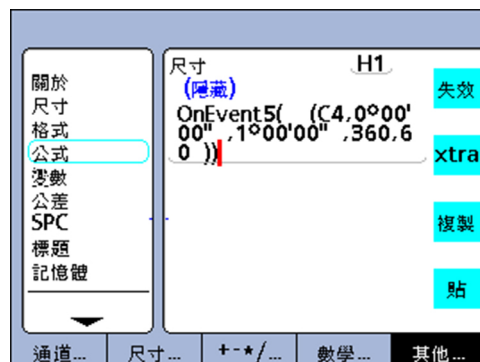 關於
尺寸
格式
公式
變數
公差
SPC
標題
記憶體
尺寸
H1
(隱藏)
OnEvent5( (C4,0°00'
00" ,1°00'00" ,360,6
0 ))
失效
xtra
複製
貼
通道...
尺寸...
+-*/...
數學...
其他...